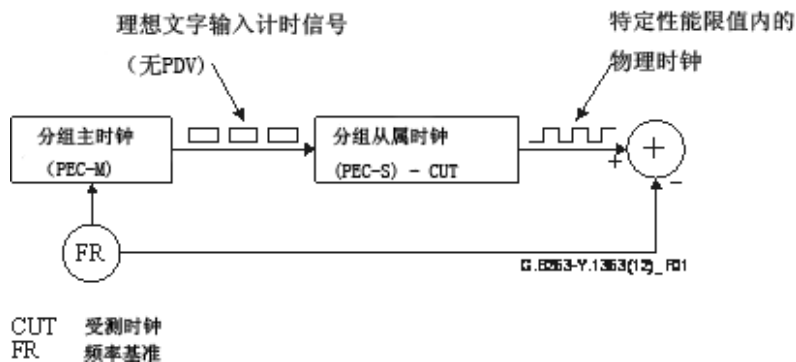 理想文字输入计时信号
(无PDV)
特定性能限值内的
物理时钟
分组主时钟
(PEC-M)
分组从属时钟
(PEC-S) - CUT
+
+
-
FR
G.8263-Y.1363(12)_F01
CUT 受测时钟
FR 频率基准